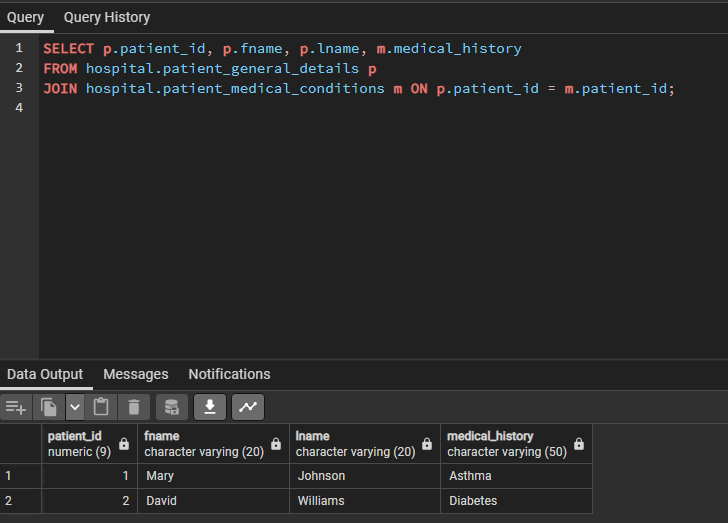 Query Query History
1 SELECT p.patient_id, p.fname, p.lname, m.medical_history
2 FROM hospital.patient_general_details p
3 JOIN hospital.patient_medical_conditions m ON p.patient_id = m.patient_id;
4
Data Output Messages Notifications
patient_id fname lname medical_history
numeric (9) character varying (20) character varying (20) character varying (50)
1 1 Mary Johnson Asthma
2 2 David Williams Diabetes